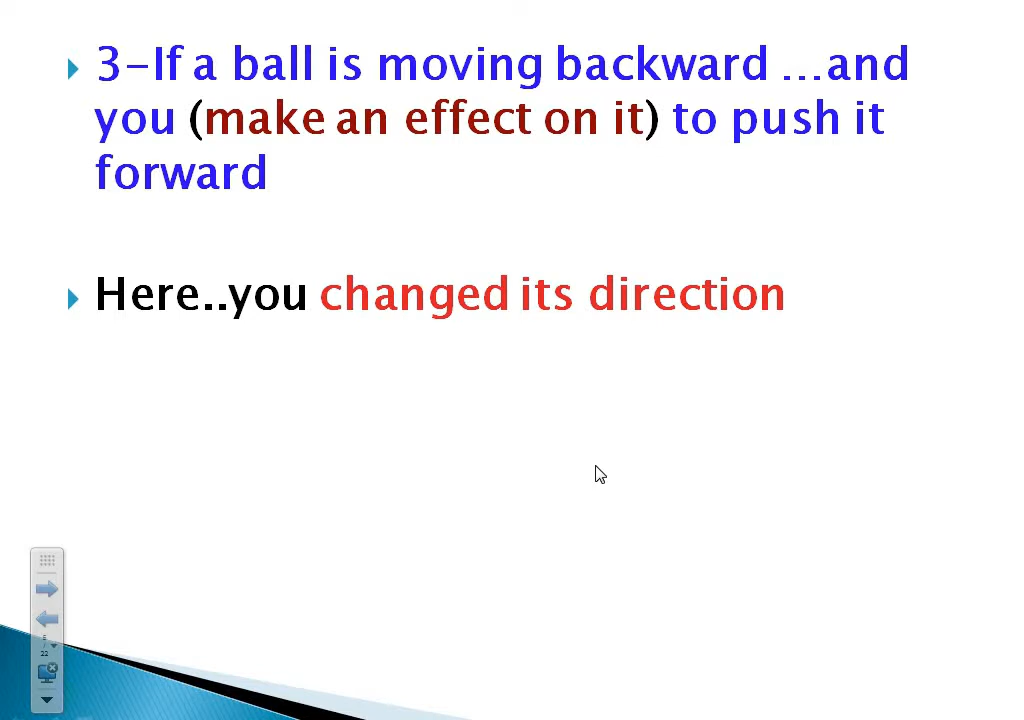 3-If a ball is moving backward ...and
you (make an effect on it) to push it
forward
Here..you changed its direction
22